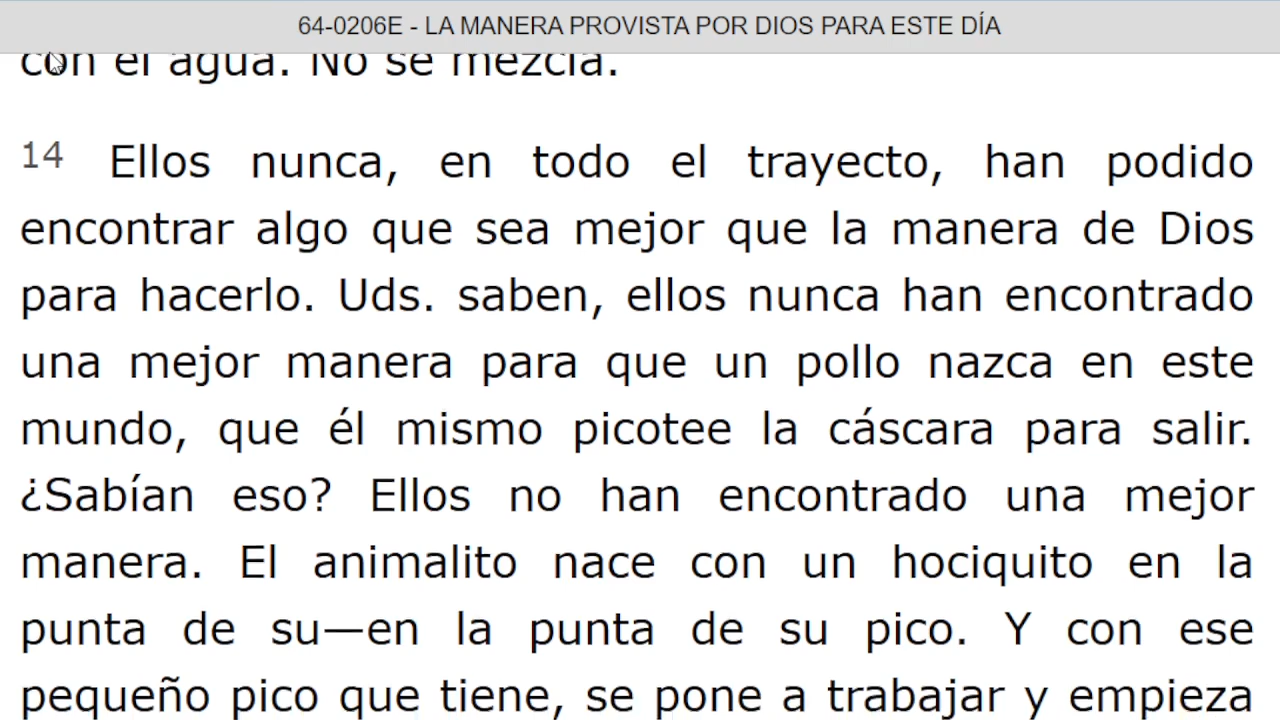 64-0206E - LA MANERA PROVISTA POR DIOS PARA ESTE DÍA
con el agua. No se mezcla.
14 Ellos nunca, en todo el trayecto, han podido
encontrar algo que sea mejor que la manera de Dios
para hacerlo. Uds. saben, ellos nunca han encontrado
una mejor manera para que un pollo nazca en este
mundo, que él mismo picotee la cáscara para salir.
¿Sabían eso? Ellos no han encontrado una mejor
manera. El animalito nace con un hociquito en la
punta de su—en la punta de su pico. Y con ese
pequeño pico que tiene, se pone a trabajar y empieza